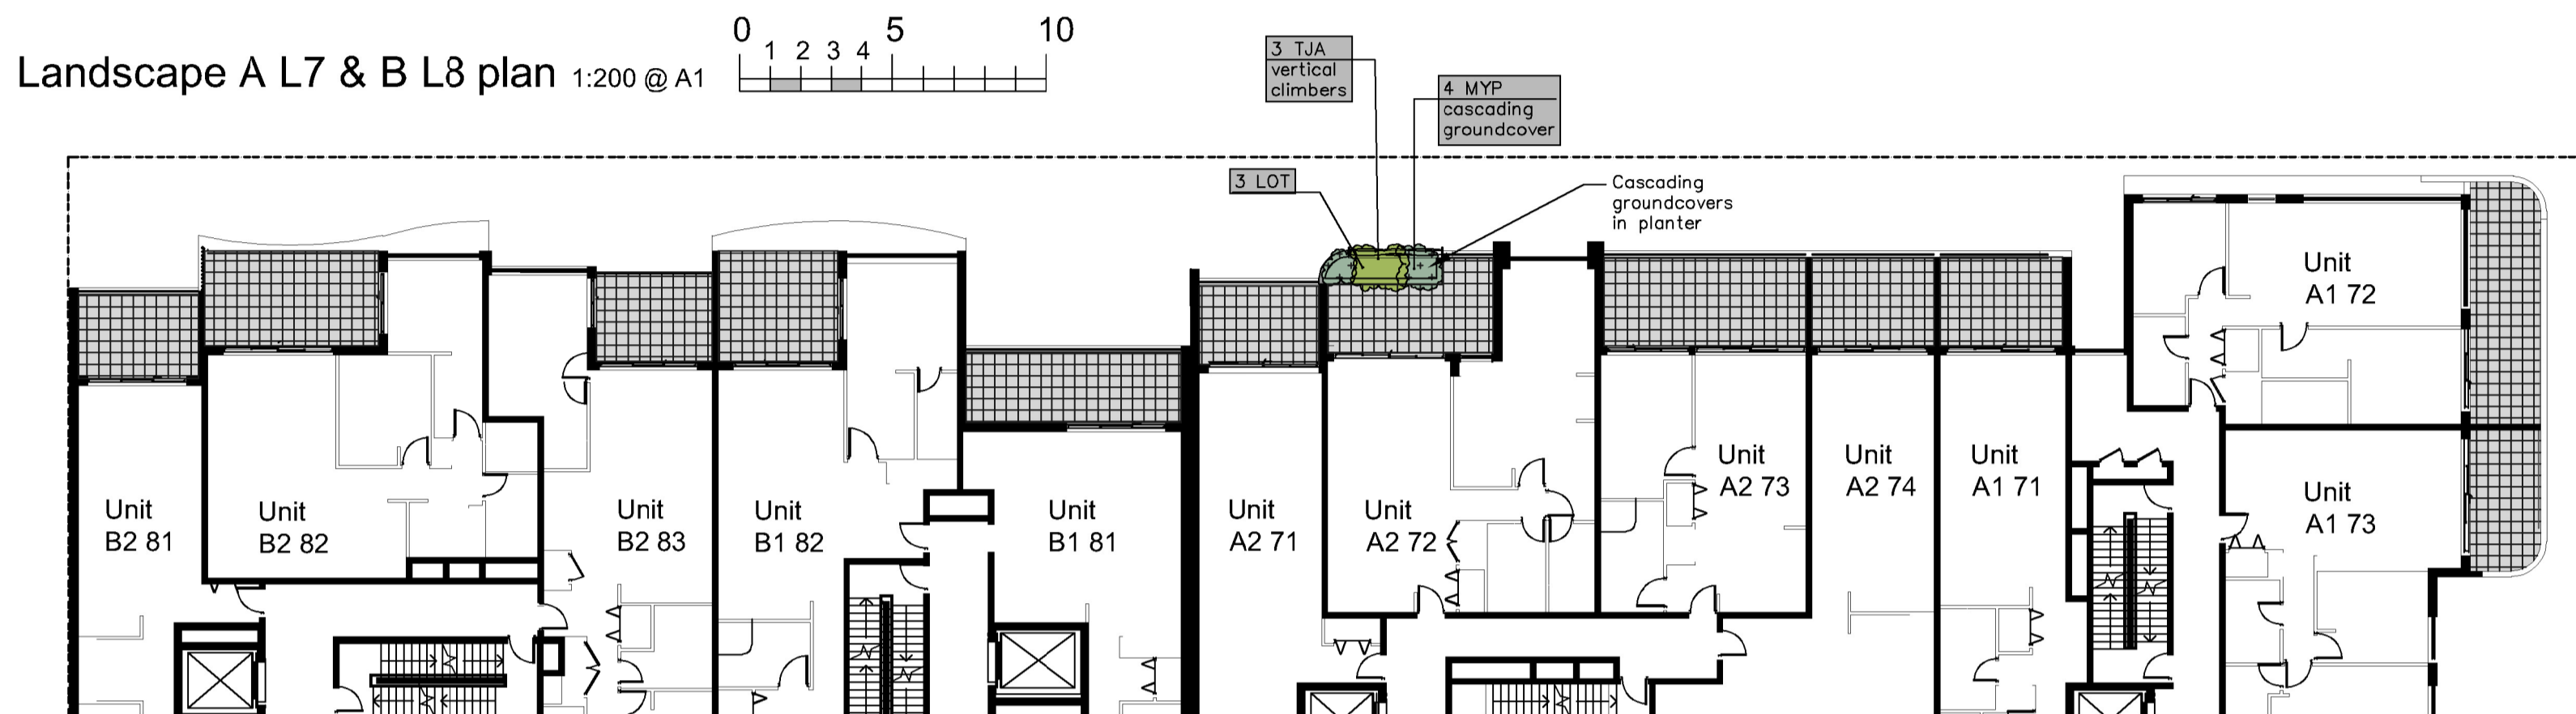 Landscape A L7 & B L8 plan 1:200 @ A1
0 1 2 3 4 5 10
3 TJA
vertical
climbers
4 MYP
cascading
groundcover
3 LOT
Cascading
groundcovers
in planter
Unit
A1 72
Unit
B2 81
Unit
B2 82
Unit
B2 83
Unit
B1 82
Unit
B1 81
Unit
A2 71
Unit
A2 72
Unit
A2 73
Unit
A2 74
Unit
A1 71
Unit
A1 73